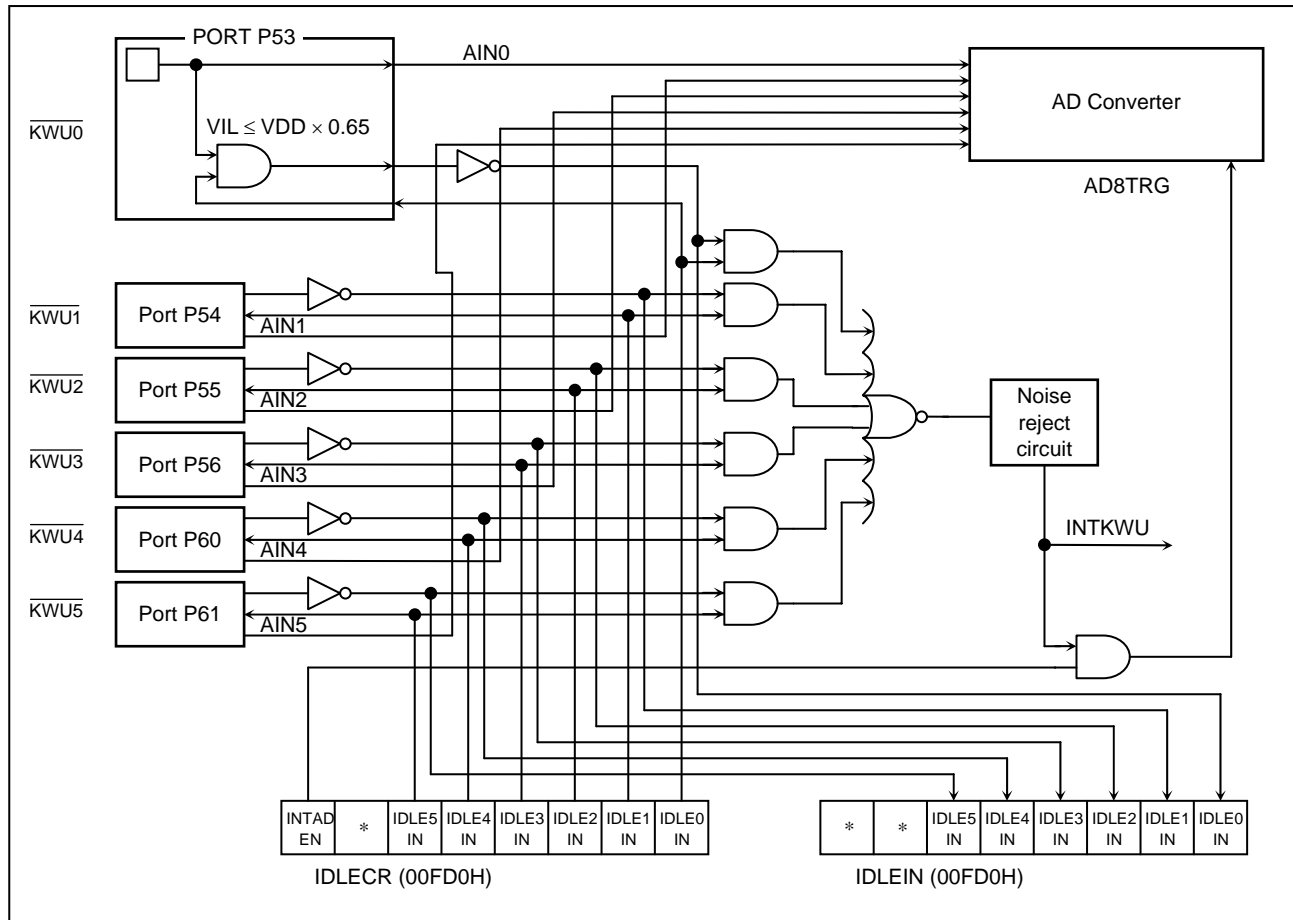 PORT P53
AIN0
AD Converter
KWU0
VIL ≤ VDD × 0.65
AD8TRG
KWU1
Port P54
AIN1
KWU2
Port P55
AIN2
KWU3
Port P56
AIN3
KWU4
Port P60
AIN4
KWU5
Port P61
AIN5
Noise
reject
circuit
INTKWU
INTAD
EN
*
IDLE5
IN
IDLE4
IN
IDLE3
IN
IDLE2
IN
IDLE1
IN
IDLE0
IN
IDLECR (00FD0H)
*
*
IDLE5
IN
IDLE4
IN
IDLE3
IN
IDLE2
IN
IDLE1
IN
IDLE0
IN
IDLEIN (00FD0H)